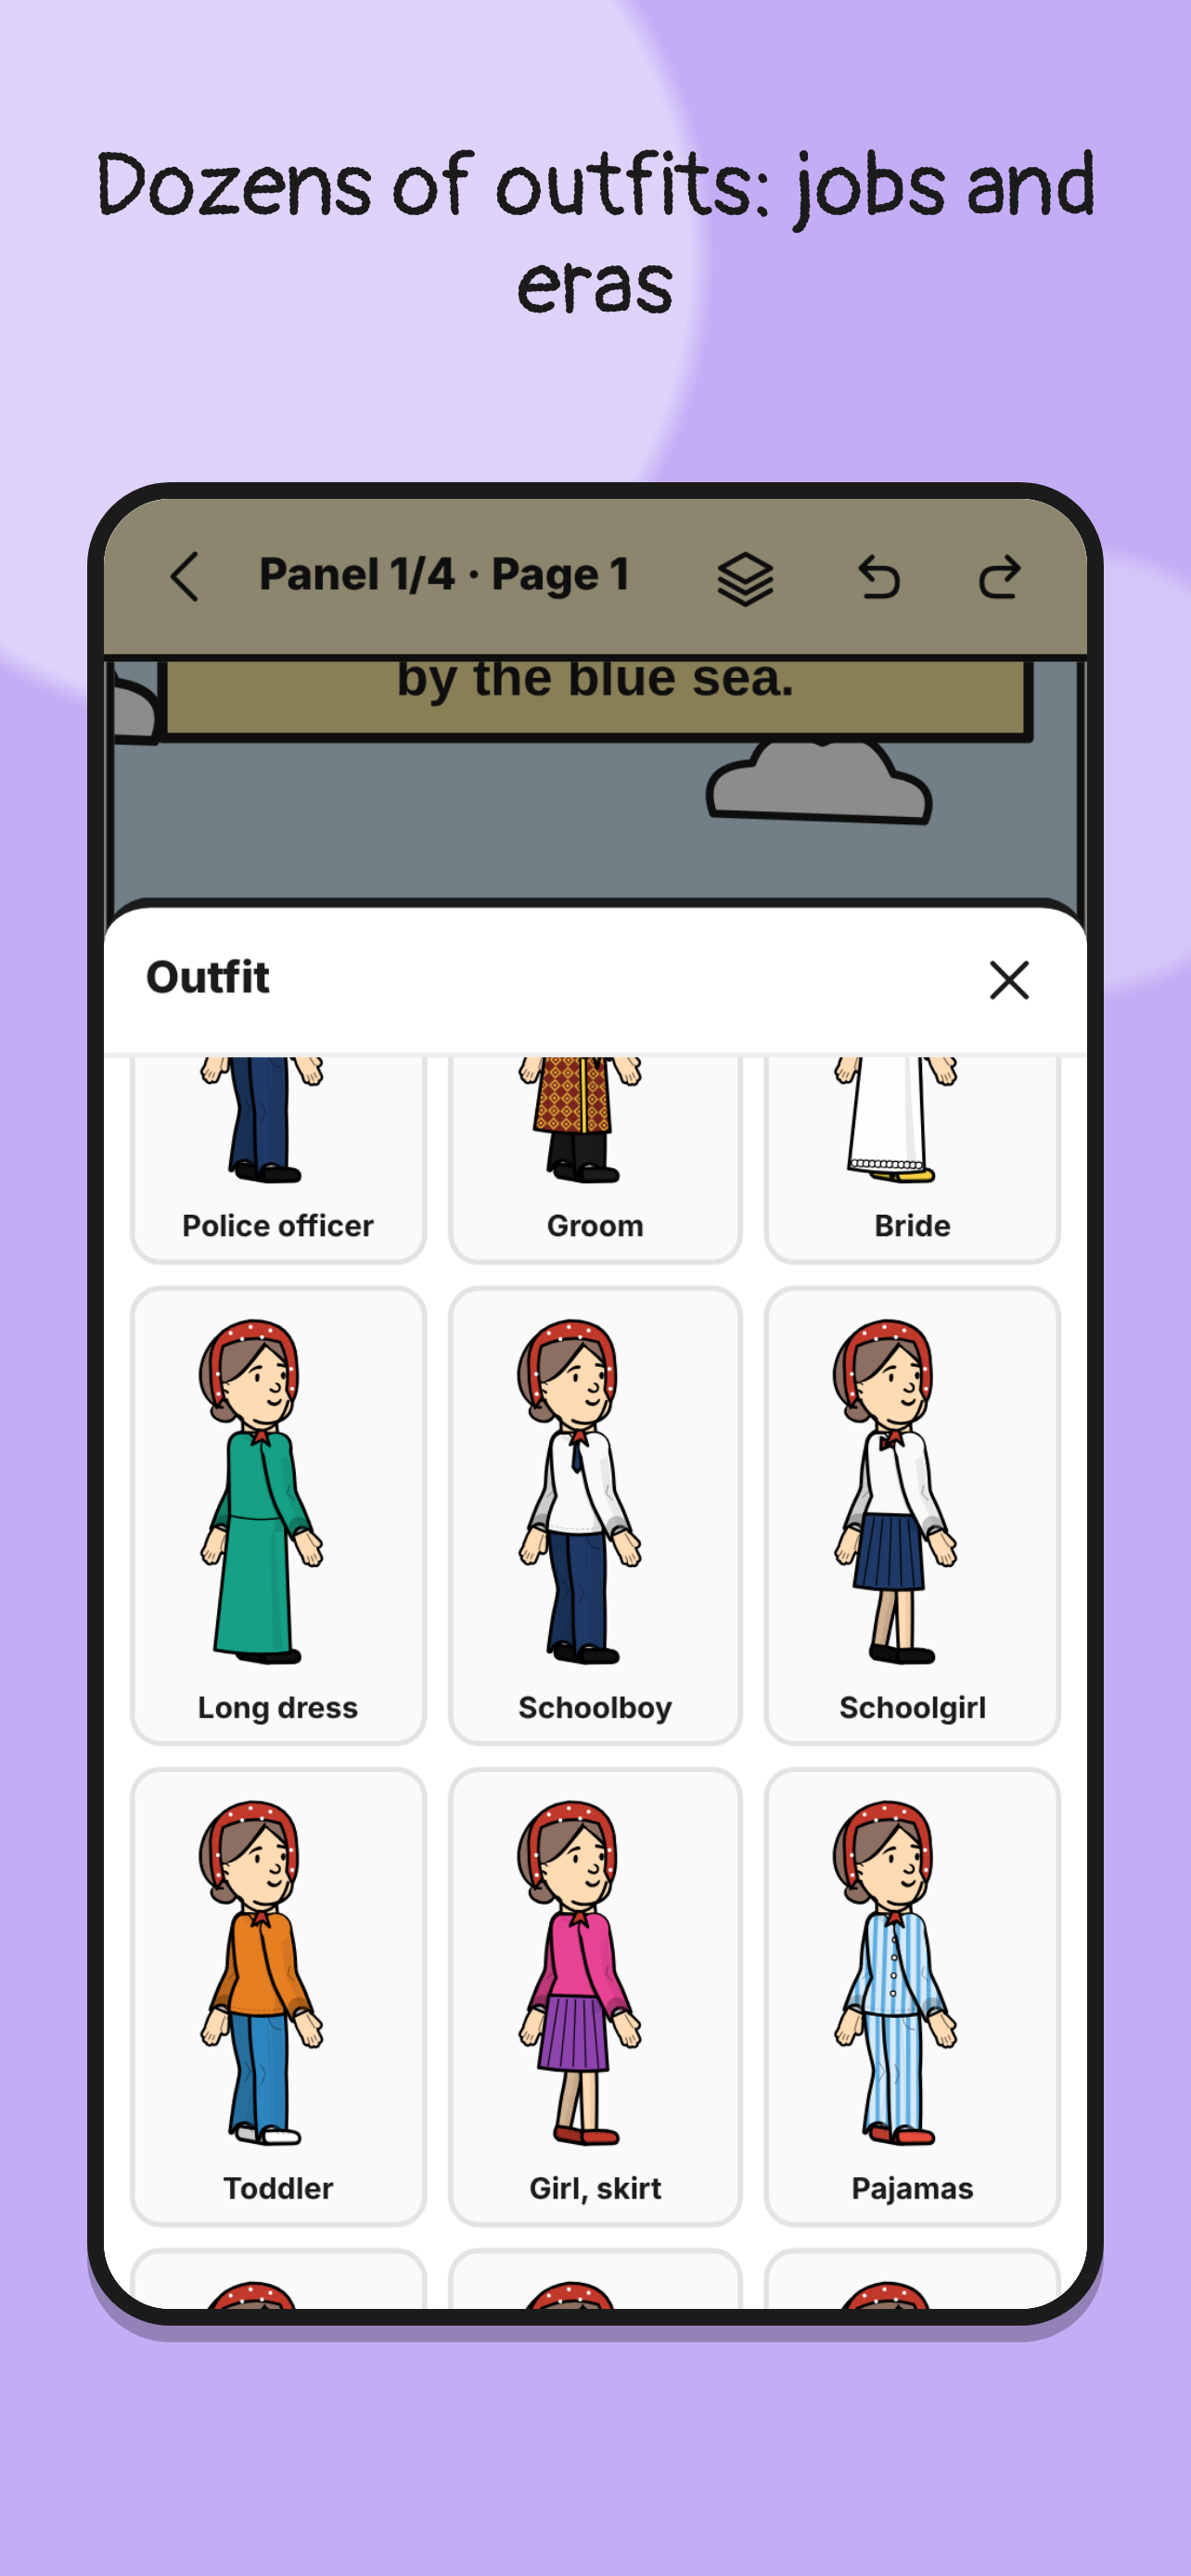 Dozens of outfits: jobs and
eras
Panel 1/4 · Page 1
by the blue sea.
Outfit
Police officer
Groom
Bride
Long dress
Schoolboy
Schoolgirl
Toddler
Girl, skirt
Pajamas